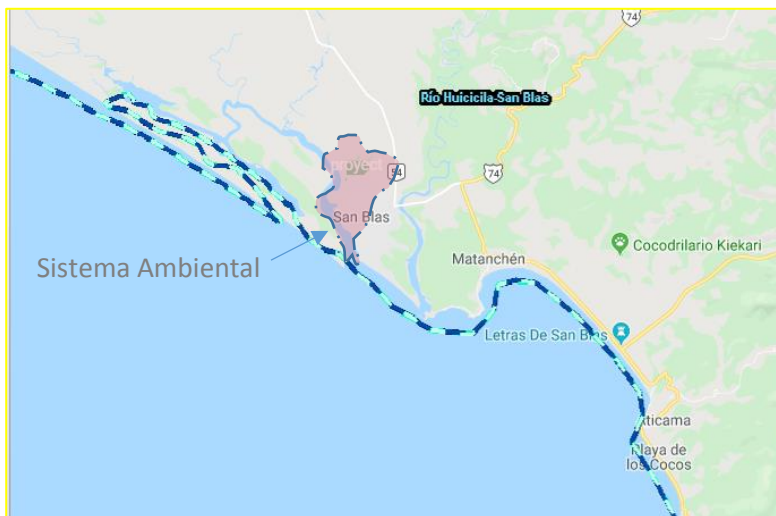 74
Río Huicicila-San Blas
proyect
54
74
San Blas
Sistema Ambiental
Matanchén
Cocodrilario Kiekari
Letras De San Blas
Playa de
los Cocos